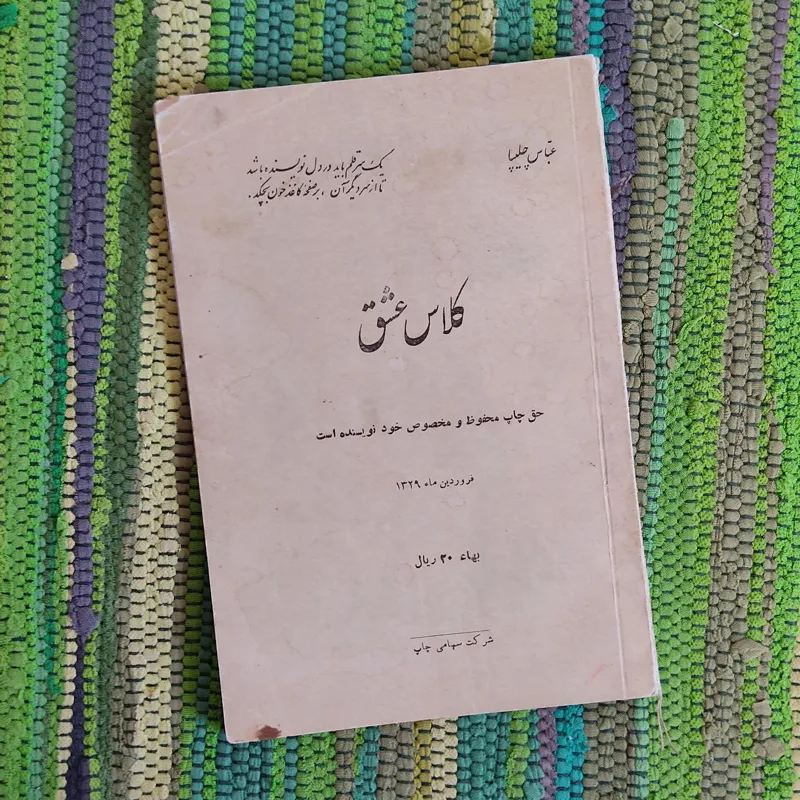 عباس چلیپا
یک سر قلم باید در دل نویسنده باشد
تا از سر دیگر آن ، بر صفحه کاغذ خون بچکد .
کلاس عشق
حق چاپ محفوظ و مخصوص خود نویسنده است
فروردین ماه ۱۳۲۹
بهاء ۳۰ ریال
شرکت سهامی چاپ